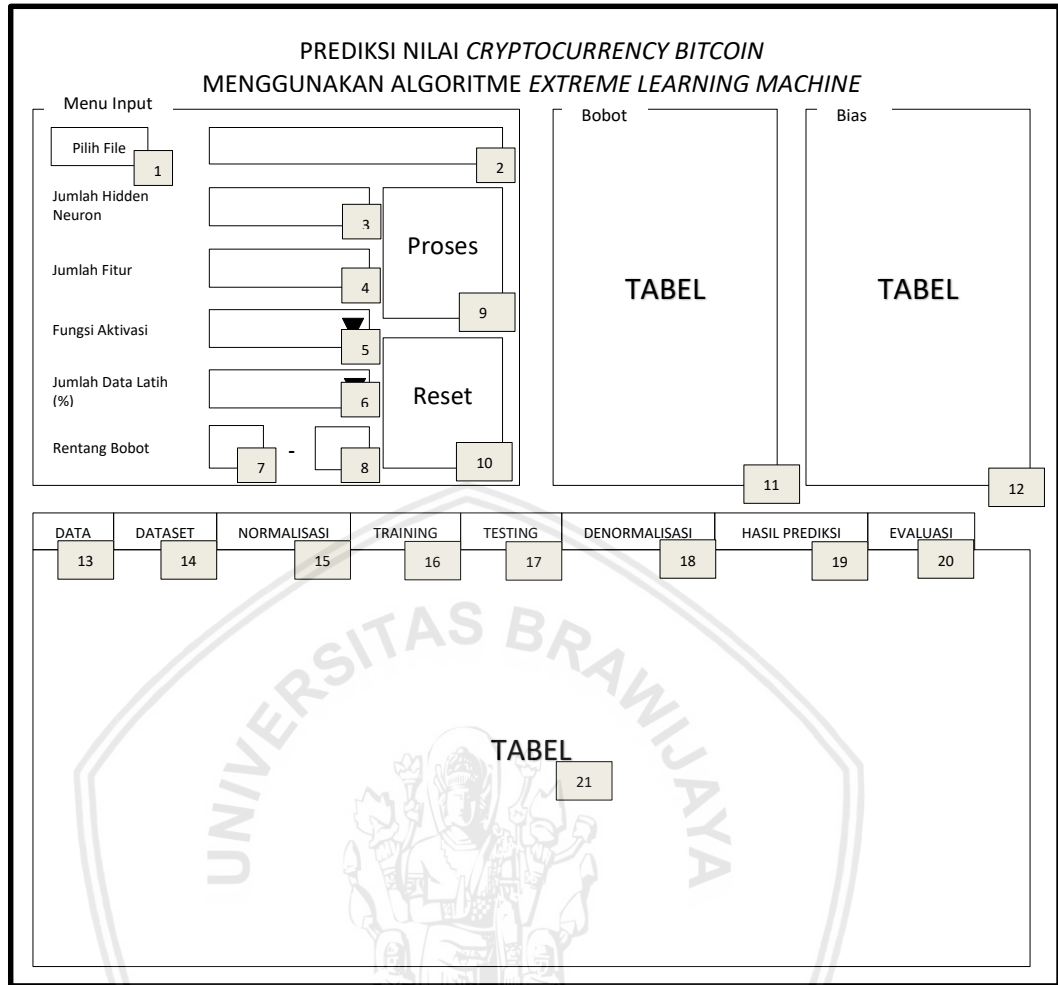 PREDIKSI NILAI CRYPTOCURRENCY BITCOIN
MENGGUNAKAN ALGORITME EXTREME LEARNING MACHINE
Menu Input
Pilih File
1
2
Jumlah Hidden
Neuron
3
Jumlah Fitur
4
Fungsi Aktivasi
5
Jumlah Data Latih
(%)
6
Rentang Bobot
7
-
8
Proses
9
Reset
10
Bobot
TABEL
11
Bias
TABEL
12
DATA DATASET NORMALISASI TRAINING TESTING DENORMALISASI HASIL PREDIKSI EVALUASI
13 14 15 16 17 18 19 20
TABEL
21
UNIVERSITAS BRAWIJAYA